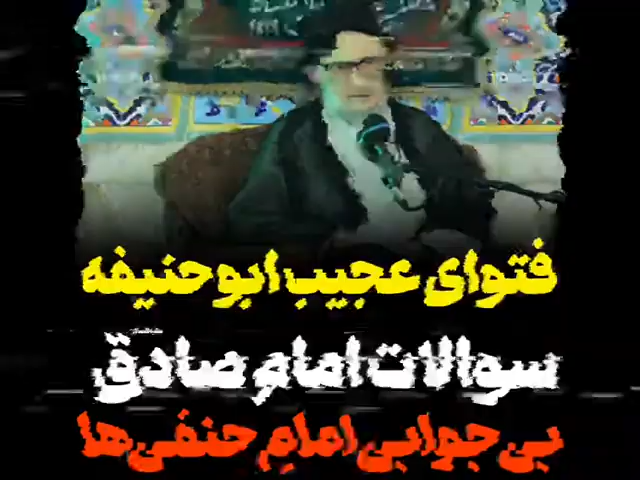 فتوای عجیب ابوحنیفه
سوالات امام صادق
بی جوابی امام حنفی ها